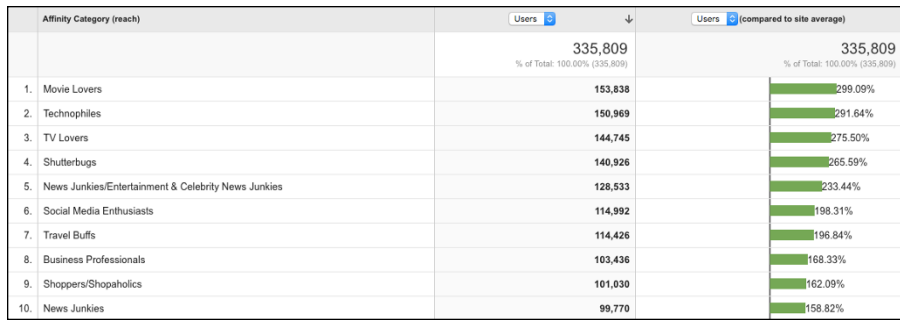 Affinity Category (reach) Users Users (compared to site average)
335,809 335,809
% of Total: 100.00% (335,809) % of Total: 100.00% (335,809)
1. Movie Lovers 153,838 299.09%
2. Technophiles 150,969 291.64%
3. TV Lovers 144,745 275.50%
4. Shutterbugs 140,926 265.59%
5. News Junkies/Entertainment & Celebrity News Junkies 128,533 233.44%
6. Social Media Enthusiasts 114,992 198.31%
7. Travel Buffs 114,426 196.84%
8. Business Professionals 103,436 168.33%
9. Shoppers/Shopaholics 101,030 162.09%
10. News Junkies 99,770 158.82%